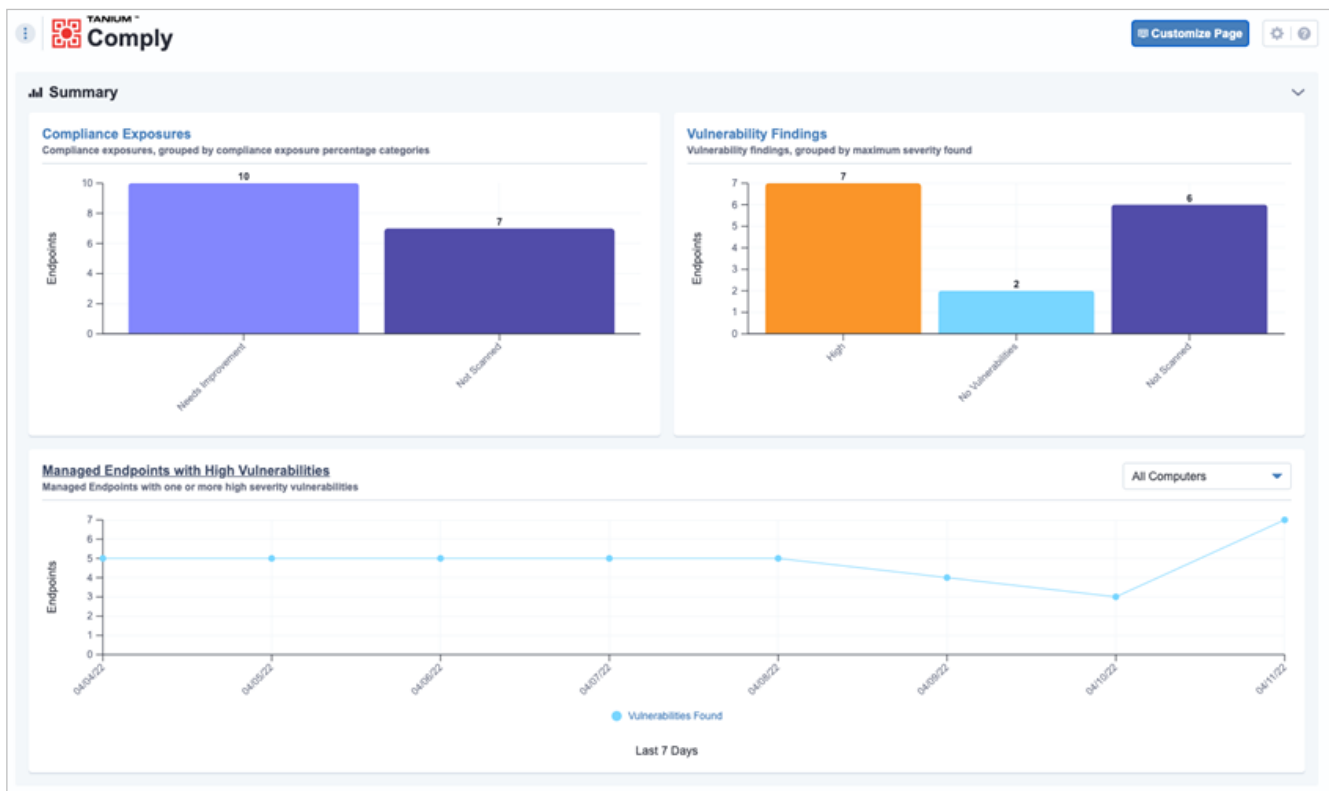 TANIUM™
Comply
Customize Page
Summary
Compliance Exposures
Compliance exposures, grouped by compliance exposure percentage categories
Endpoints
10
8
6
4
2
0
10
7
Needs Improvement
Not Scanned
Vulnerability Findings
Vulnerability findings, grouped by maximum severity found
Endpoints
7
6
5
4
3
2
1
0
7
2
6
High
No Vulnerabilities
Not Scanned
Managed Endpoints with High Vulnerabilities
Managed Endpoints with one or more high severity vulnerabilities
All Computers
Endpoints
7
6
5
4
3
2
1
0
04/04/22
04/05/22
04/06/22
04/07/22
04/08/22
04/09/22
04/10/22
04/11/22
Vulnerabilities Found
Last 7 Days